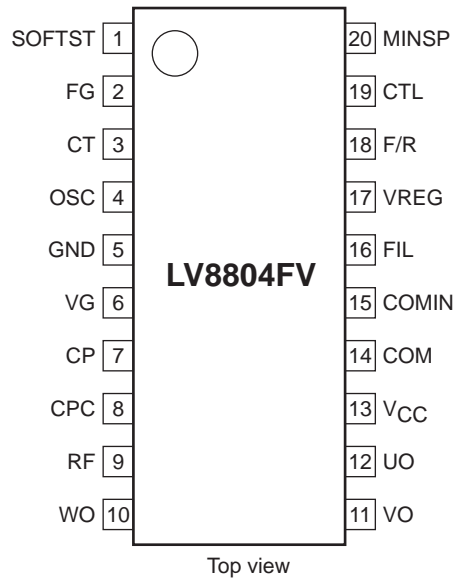 SOFTST 1 20 MINSP
FG 2 19 CTL
CT 3 18 F/R
OSC 4 17 VREG
GND 5 16 FIL
LV8804FV
VG 6 15 COMIN
CP 7 14 COM
CPC 8 13 VCC
RF 9 12 UO
WO 10 11 VO
Top view